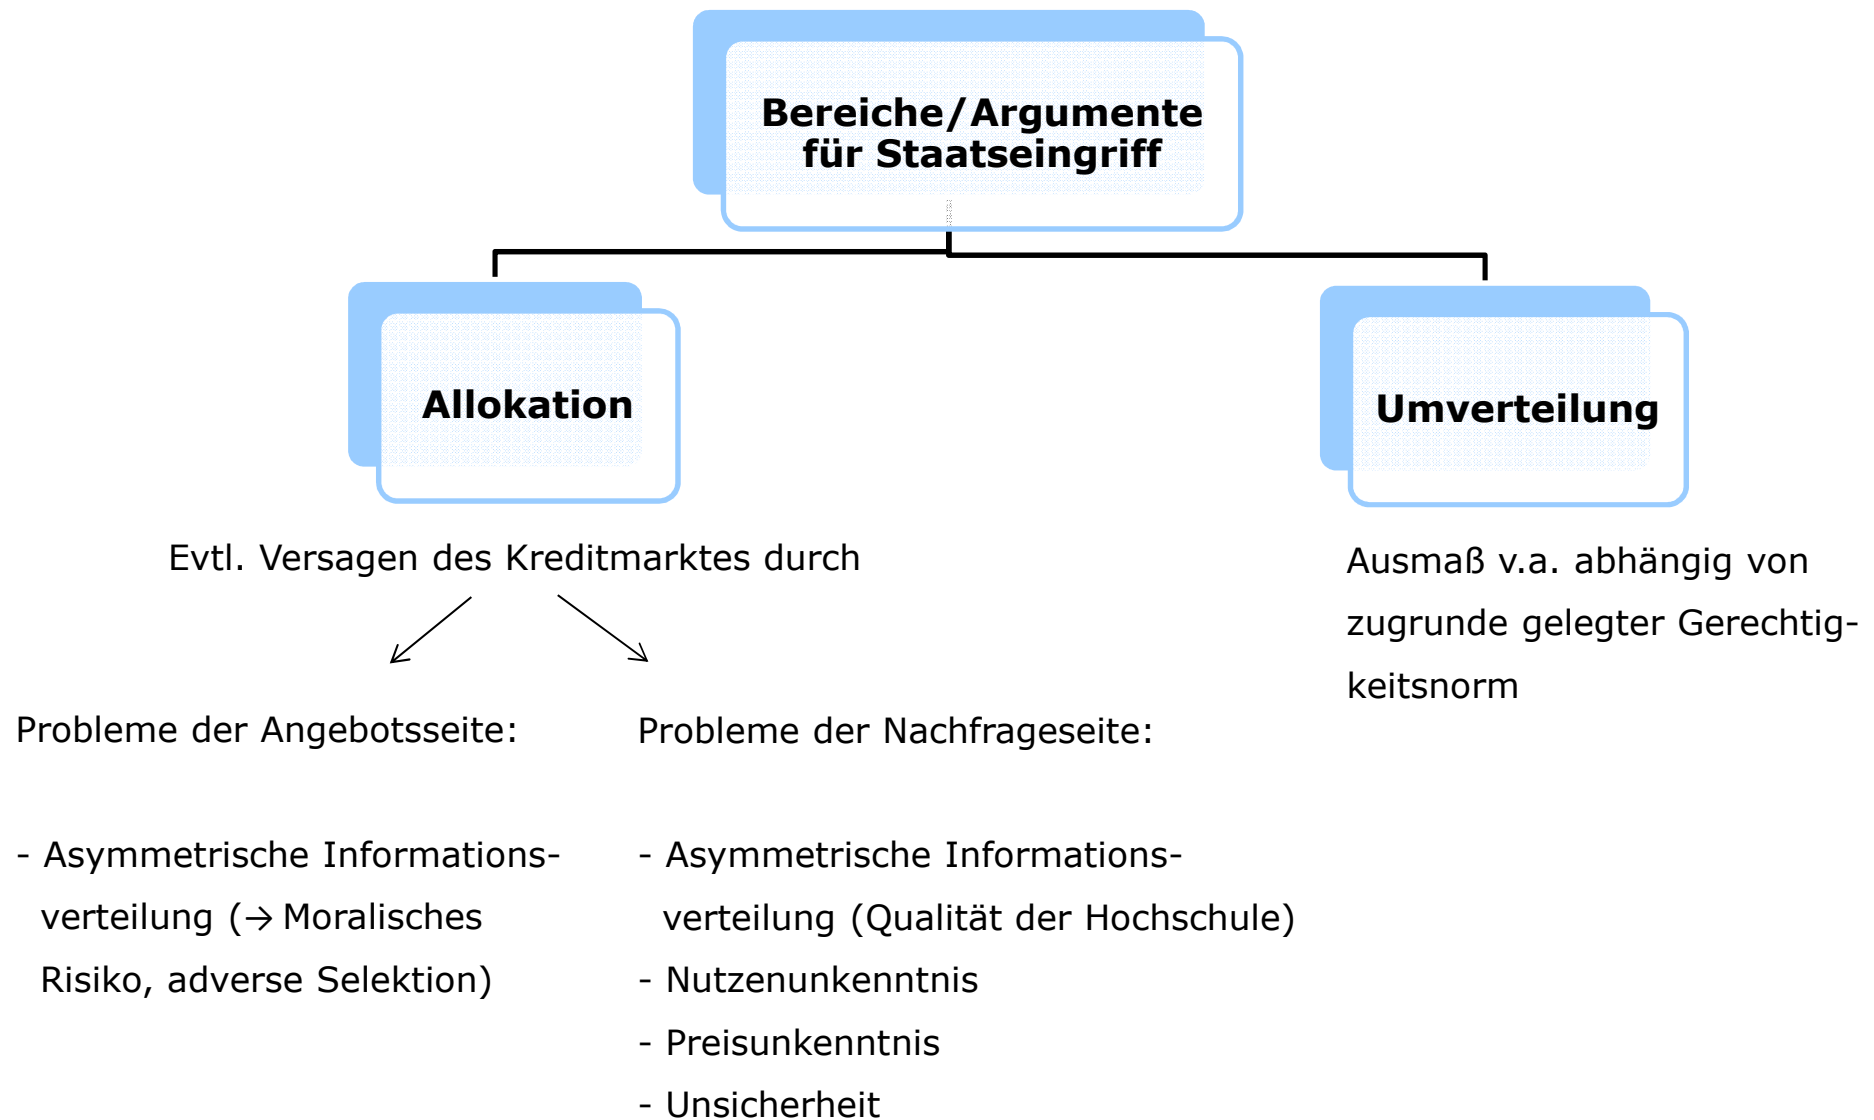 Bereiche/Argumente
für Staatseingriff
Allokation
Umverteilung
Evtl. Versagen des Kreditmarktes durch
Ausmaß v.a. abhängig von
zugrunde gelegter Gerechtig-
keitsnorm
Probleme der Angebotsseite:
- Asymmetrische Informations-
verteilung (→ Moralisches
Risiko, adverse Selektion)
Probleme der Nachfrageseite:
- Asymmetrische Informations-
verteilung (Qualität der Hochschule)
- Nutzenunkenntnis
- Preisunkenntnis
- Unsicherheit